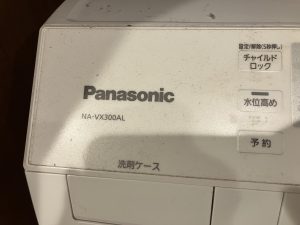 設定/解除(5秒押し)
チャイルド
ロック
Panasonic
水位高め
NA-VX300AL
予約
洗剤ケース